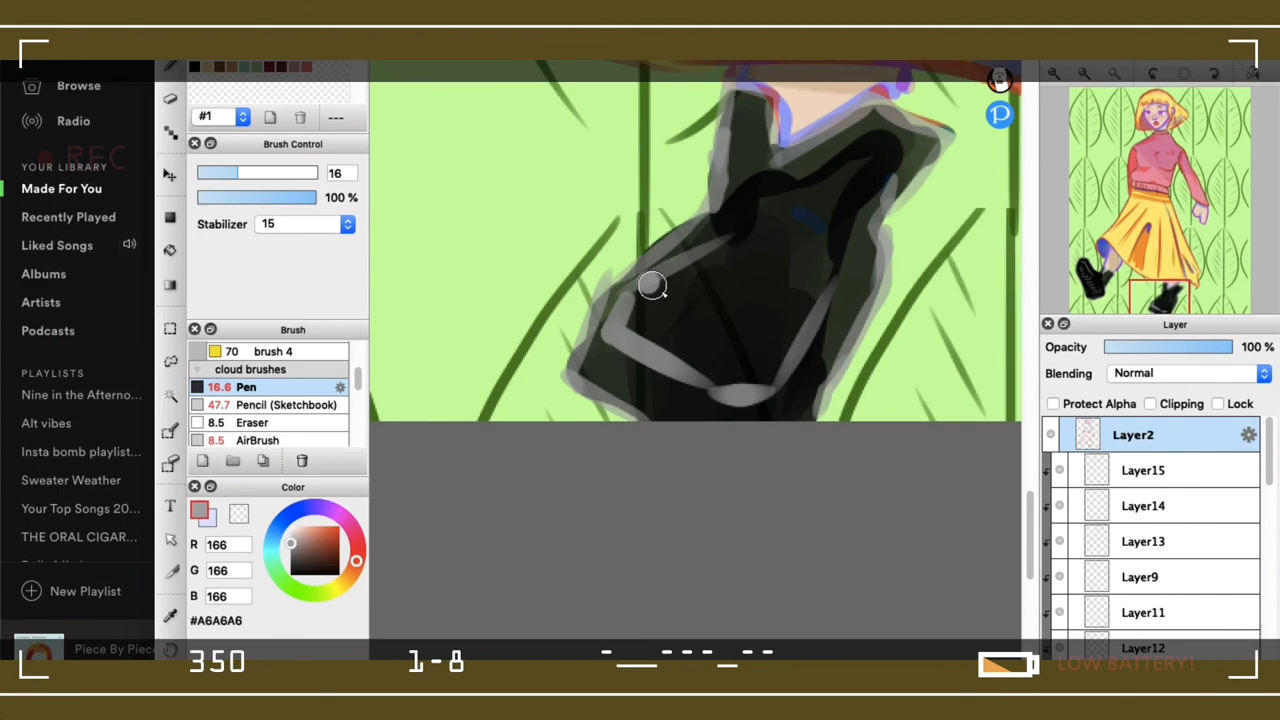 Browse
Radio
REC
YOUR LIBRARY
Made For You
Recently Played
Liked Songs
Albums
Artists
Podcasts
PLAYLISTS
Nine in the Afterno...
Alt vibes
Insta bomb playlist...
Sweater Weather
Your Top Songs 20...
THE ORAL CIGAR...
New Playlist
Piece By Piece
#1
---
Brush Control
16
100 %
Stabilizer 15
Brush
70 brush 4
cloud brushes
16.6 Pen
47.7 Pencil (Sketchbook)
8.5 Eraser
8.5 AirBrush
Color
R 166
G 166
B 166
#A6A6A6
T
P
Layer
Opacity 100 %
Blending Normal
Protect Alpha Clipping Lock
Layer2
Layer15
Layer14
Layer13
Layer9
Layer11
Layer12
350 1-8
LOW BATTERY!